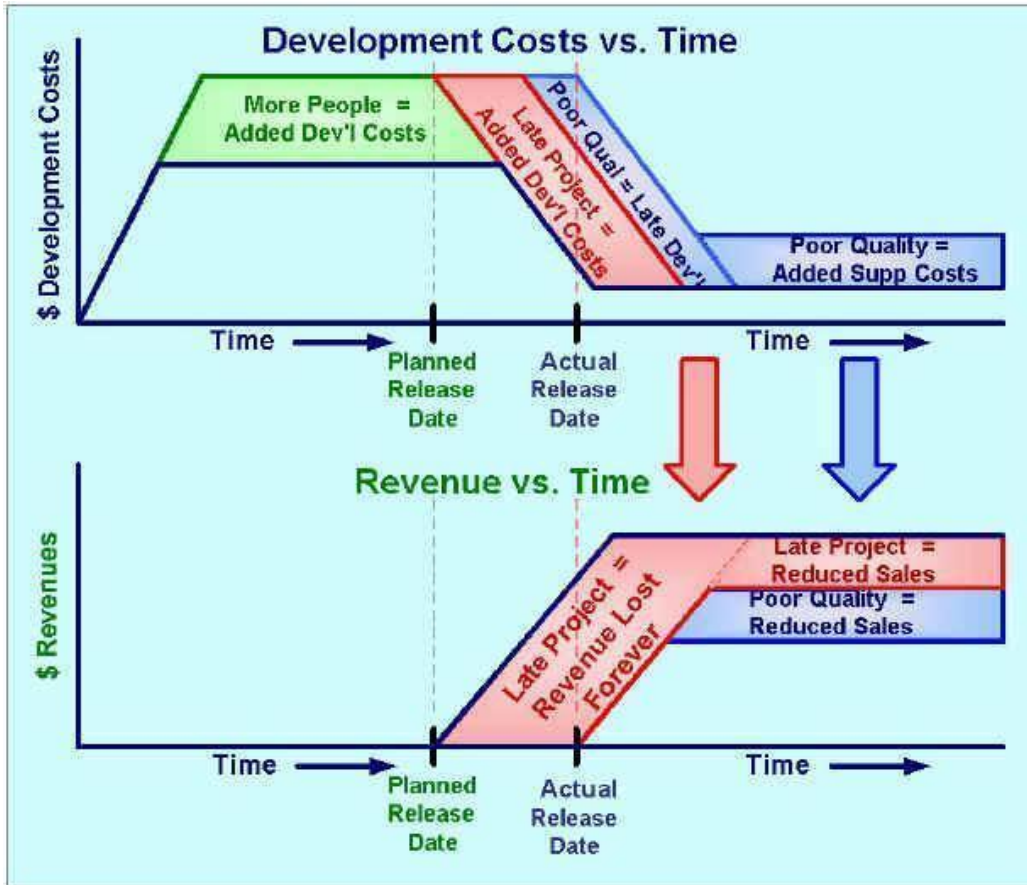 Development Costs vs. Time
$ Development Costs
More People =
Added Dev'l Costs
Late Project =
Added Dev'l Costs
Poor Qual = Late Dev'l
Poor Quality =
Added Supp Costs
Time
Time
Planned
Release
Date
Actual
Release
Date
Revenue vs. Time
$ Revenues
Late Project =
Revenue Lost
Forever
Late Project =
Reduced Sales
Poor Quality =
Reduced Sales
Time
Time
Planned
Release
Date
Actual
Release
Date